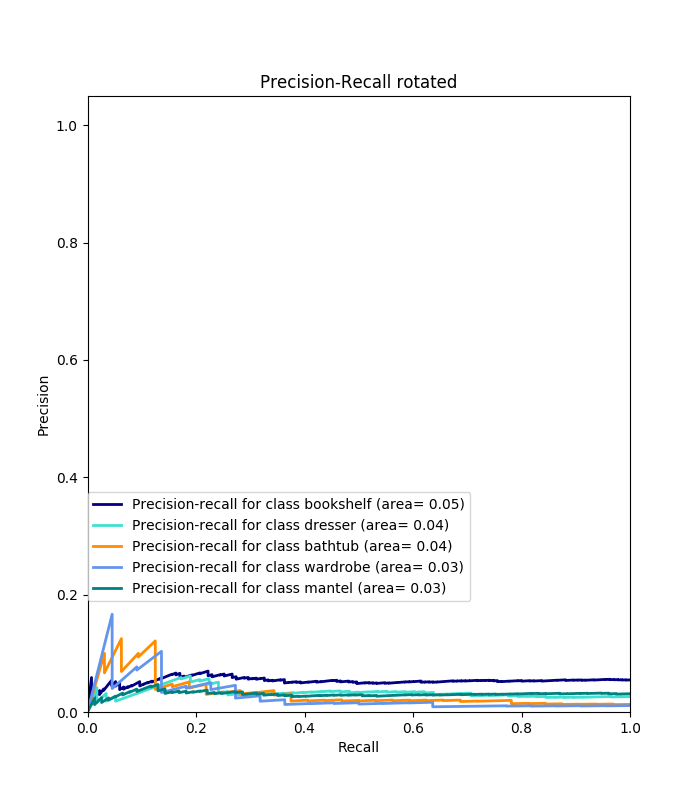 Precision-Recall rotated
1.0
0.8
0.6
0.4
0.2
0.0
Precision
Precision-recall for class bookshelf (area= 0.05)
Precision-recall for class dresser (area= 0.04)
Precision-recall for class bathtub (area= 0.04)
Precision-recall for class wardrobe (area= 0.03)
Precision-recall for class mantel (area= 0.03)
0.0 0.2 0.4 0.6 0.8 1.0
Recall